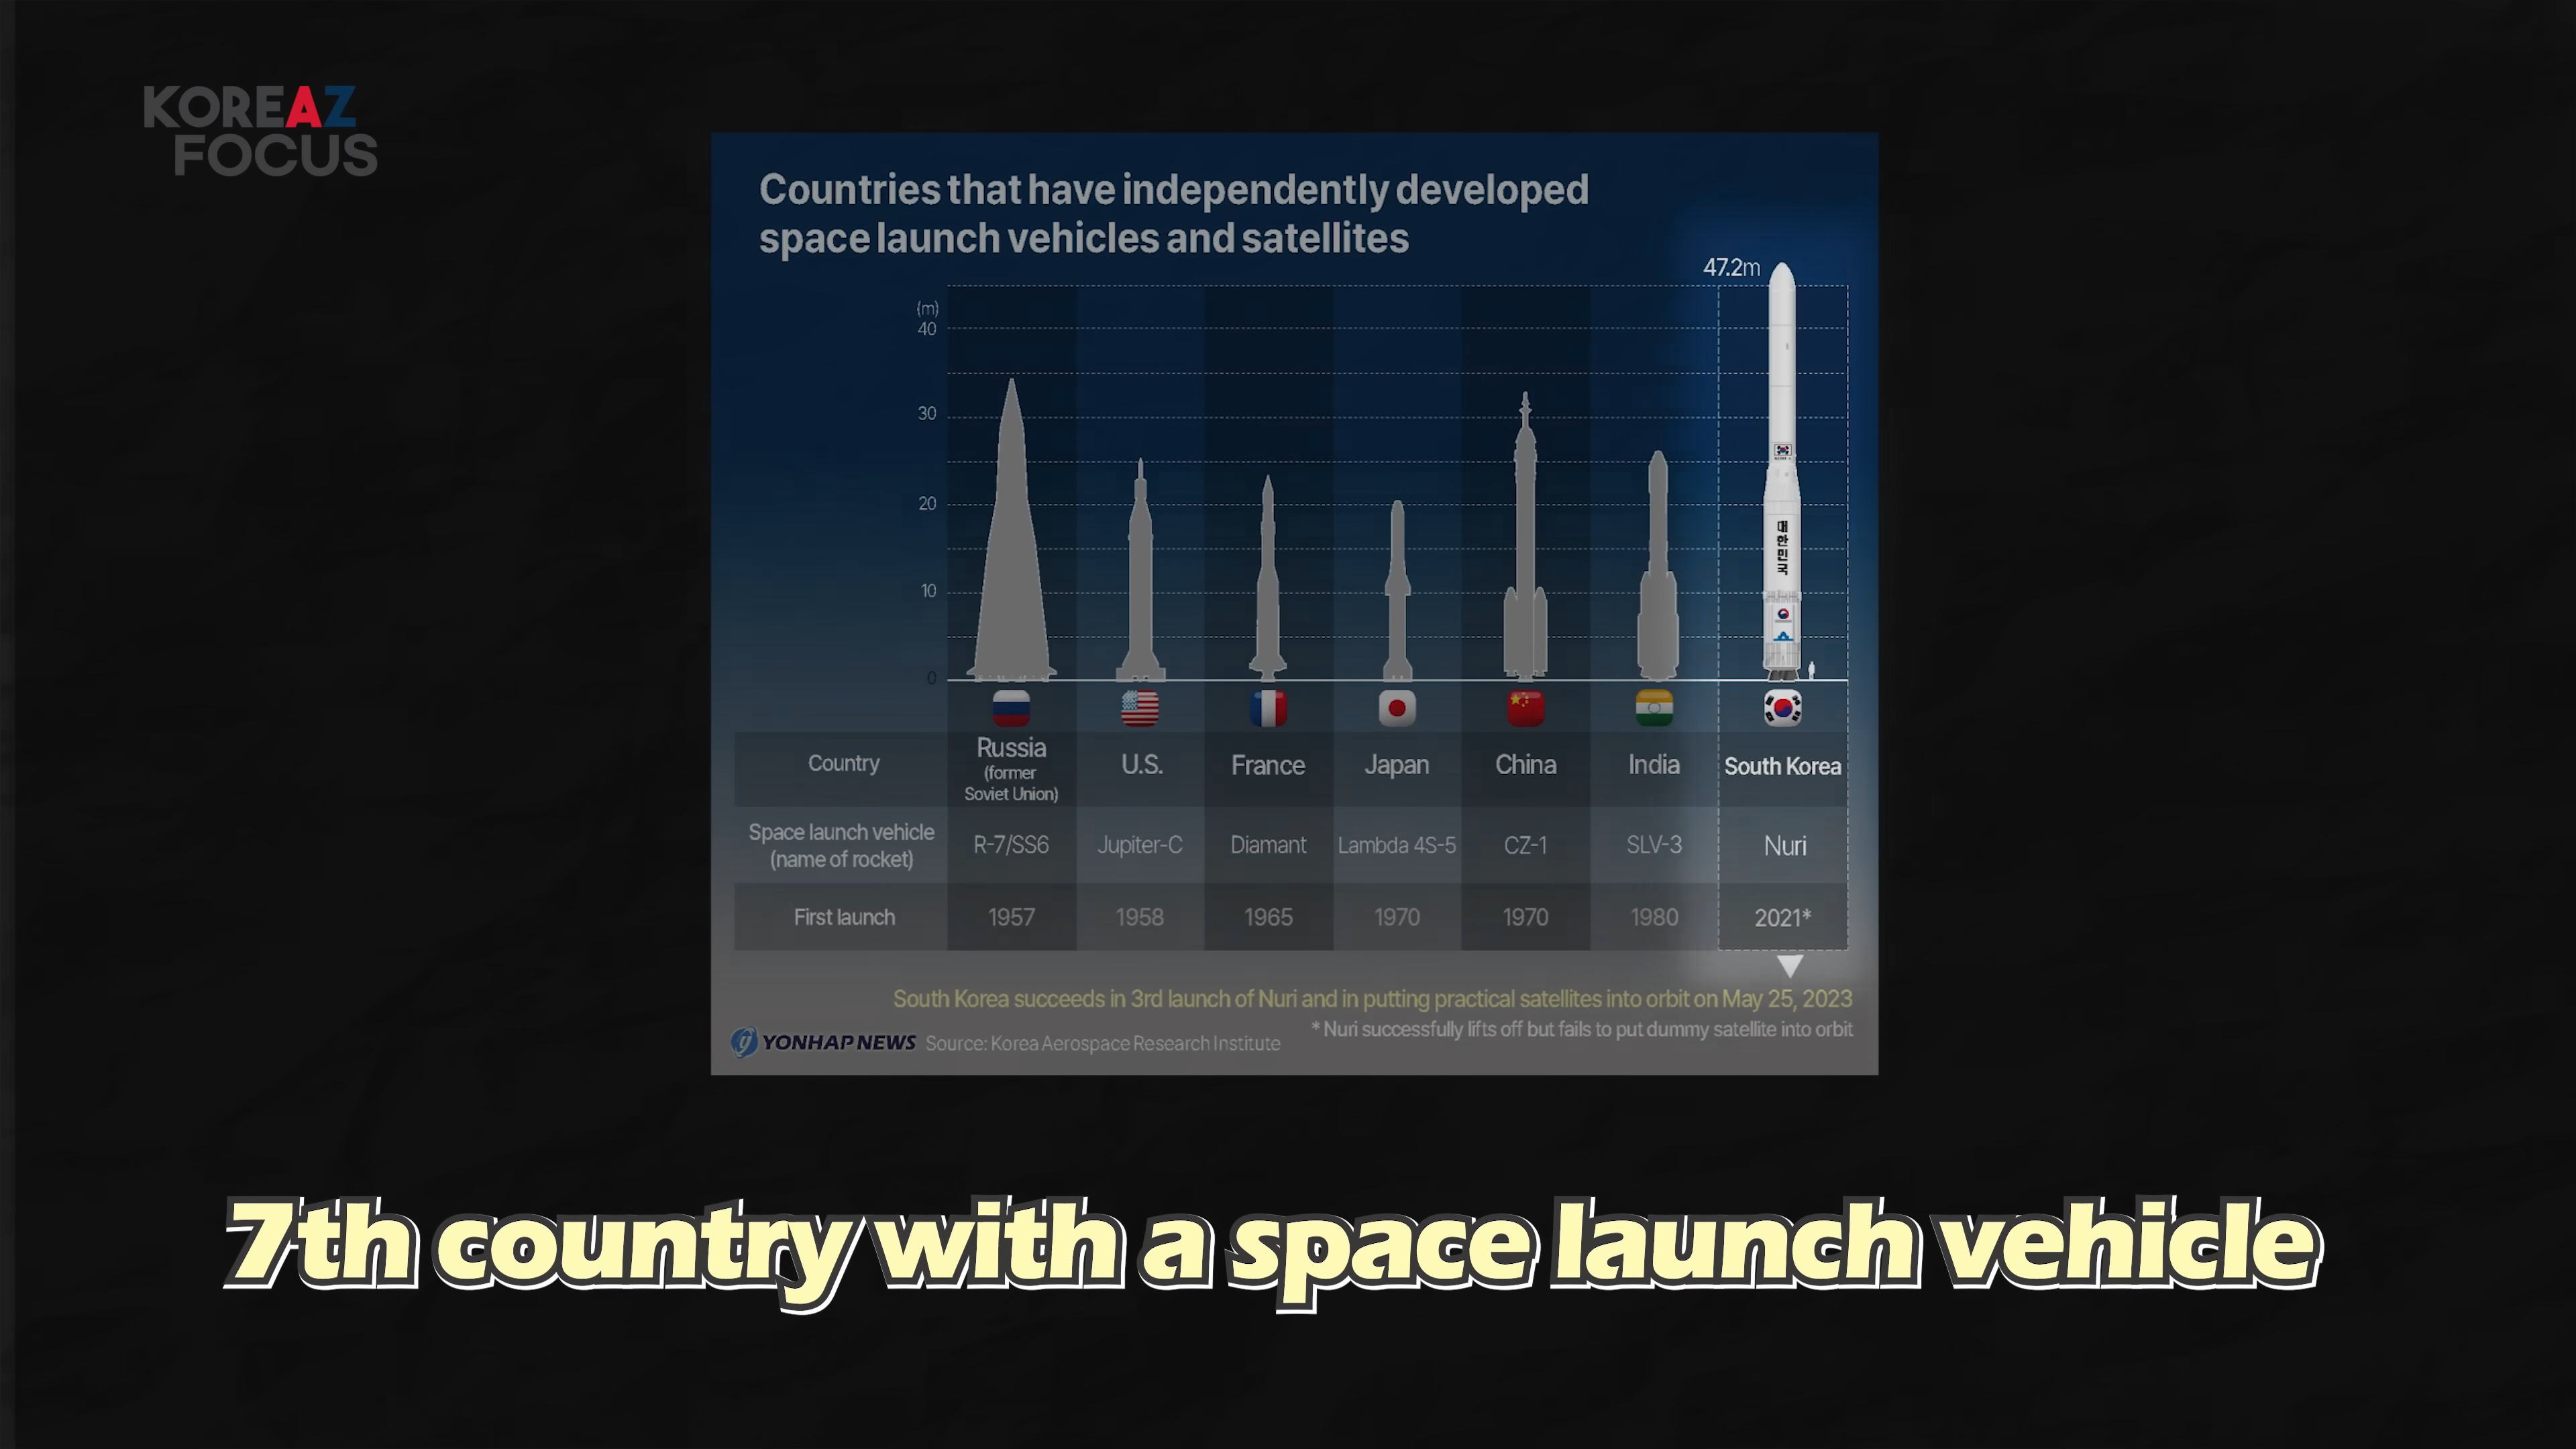 KOREAZ
FOCUS
Countries that have independently developed
space launch vehicles and satellites
47.2m
(m)
40
30
20
10
0
대한민국
Country
Russia
(former
Soviet Union)
U.S.
France
Japan
China
India
South Korea
Space launch vehicle
(name of rocket)
R-7/SS6
Jupiter-C
Diamant
Lambda 4S-5
CZ-1
SLV-3
Nuri
First launch
1957
1958
1965
1970
1970
1980
2021*
South Korea succeeds in 3rd launch of Nuri and in putting practical satellites into orbit on May 25, 2023
* Nuri successfully lifts off but fails to put dummy satellite into orbit
YONHAP NEWS Source: Korea Aerospace Research Institute
7th country with a space launch vehicle